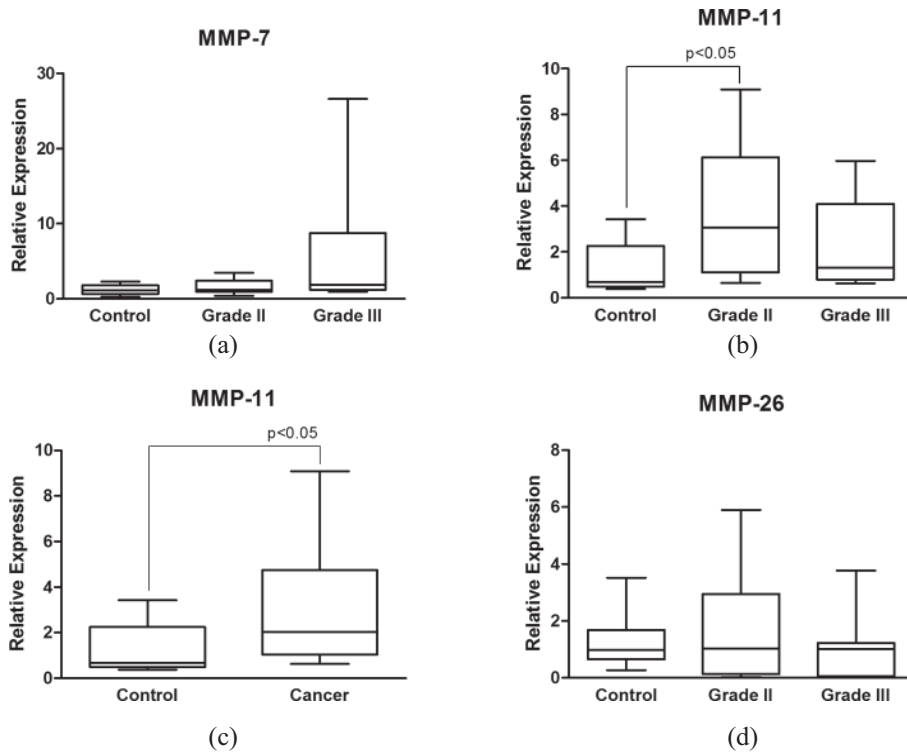 MMP-7
Relative Expression
30
20
10
0
Control Grade II Grade III
(a)
MMP-11
p<0.05
Relative Expression
10
8
6
4
2
0
Control Grade II Grade III
(b)
MMP-11
p<0.05
Relative Expression
10
8
6
4
2
0
Control Cancer
(c)
MMP-26
Relative Expression
8
6
4
2
0
Control Grade II Grade III
(d)